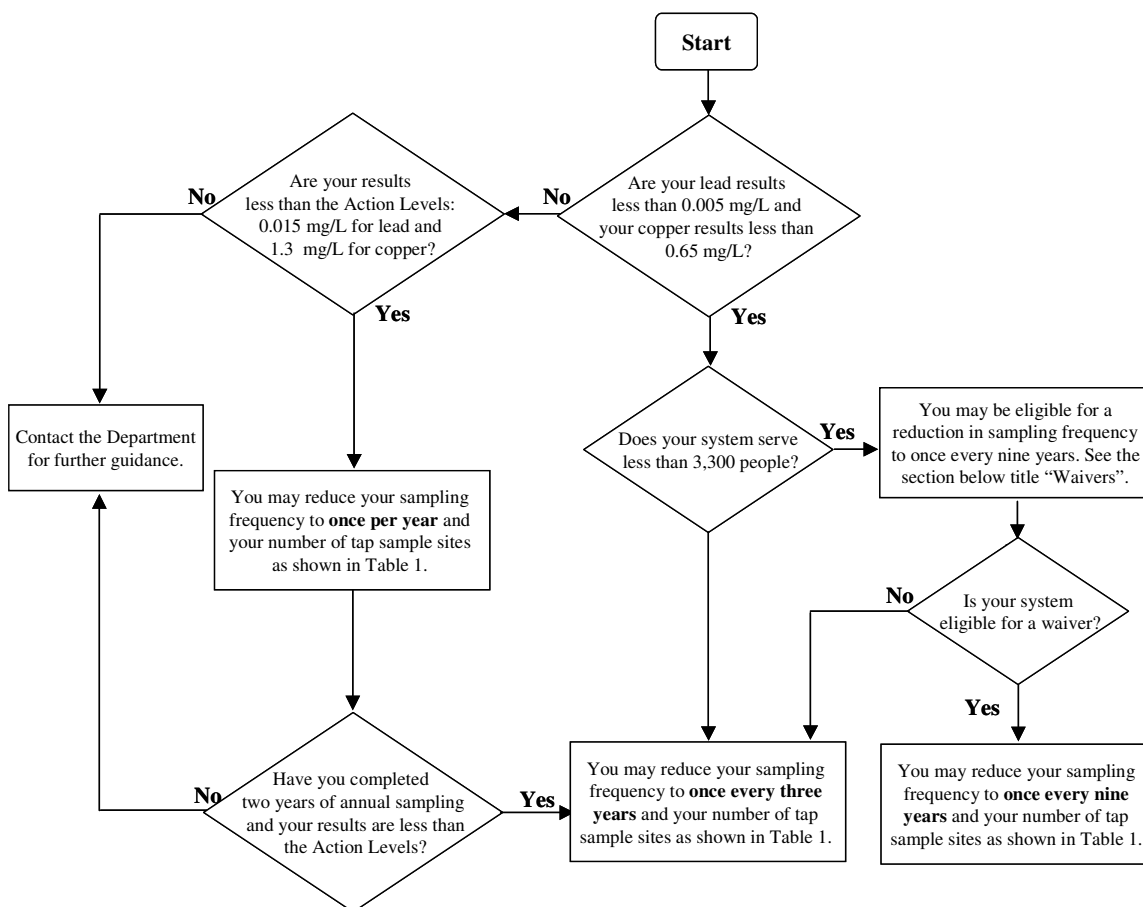 Start
Are your lead results
less than 0.005 mg/L and
your copper results less than
0.65 mg/L?
No
Yes
Are your results
less than the Action Levels:
0.015 mg/L for lead and
1.3 mg/L for copper?
No
Yes
Contact the Department
for further guidance.
You may reduce your sampling
frequency to once per year and
your number of tap sample sites
as shown in Table 1.
Does your system serve
less than 3,300 people?
Yes
You may be eligible for a
reduction in sampling frequency
to once every nine years. See the
section below title “Waivers”.
Is your system
eligible for a waiver?
No
Yes
Have you completed
two years of annual sampling
and your results are less than
the Action Levels?
No
Yes
You may reduce your sampling
frequency to once every three
years and your number of tap
sample sites as shown in Table 1.
You may reduce your sampling
frequency to once every nine
years and your number of tap
sample sites as shown in Table 1.